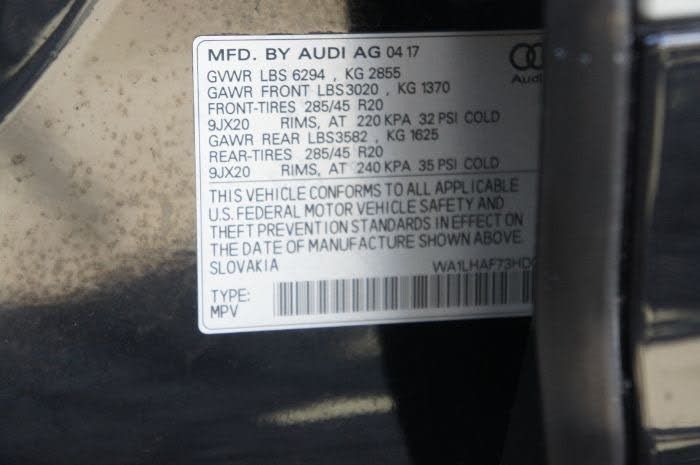 MFD. BY AUDI AG 04 17
GVWR LBS 6294 , KG 2855
GAWR FRONT LBS3020 , KG 1370
FRONT-TIRES 285/45 R20
9JX20 RIMS, AT 220 KPA 32 PSI COLD
GAWR REAR LBS3582 , KG 1625
REAR-TIRES 285/45 R20
9JX20 RIMS, AT 240 KPA 35 PSI COLD
Audi
THIS VEHICLE CONFORMS TO ALL APPLICABLE
U.S. FEDERAL MOTOR VEHICLE SAFETY AND
THEFT PREVENTION STANDARDS IN EFFECT ON
THE DATE OF MANUFACTURE SHOWN ABOVE.
SLOVAKIA
TYPE:
MPV